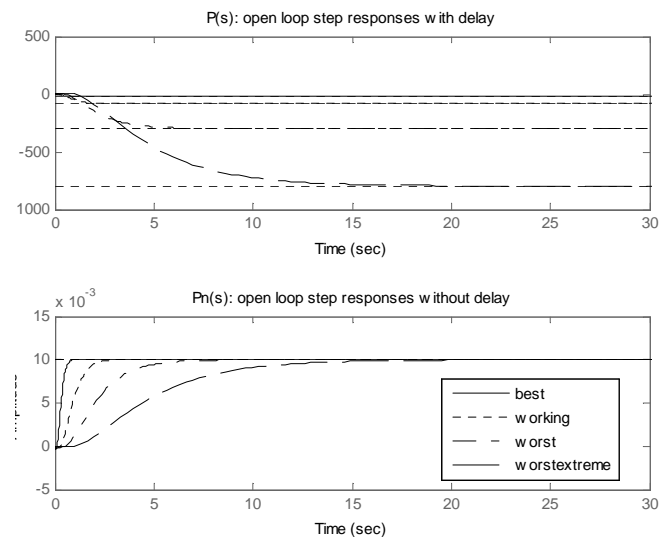 P(s): open loop step responses with delay
500
0
-500
1000
0 5 10 15 20 25 30
Time (sec)
x 10-3
Pn(s): open loop step responses without delay
15
10
5
0
-5
0 5 10 15 20 25 30
Time (sec)
best
working
worst
worstextreme